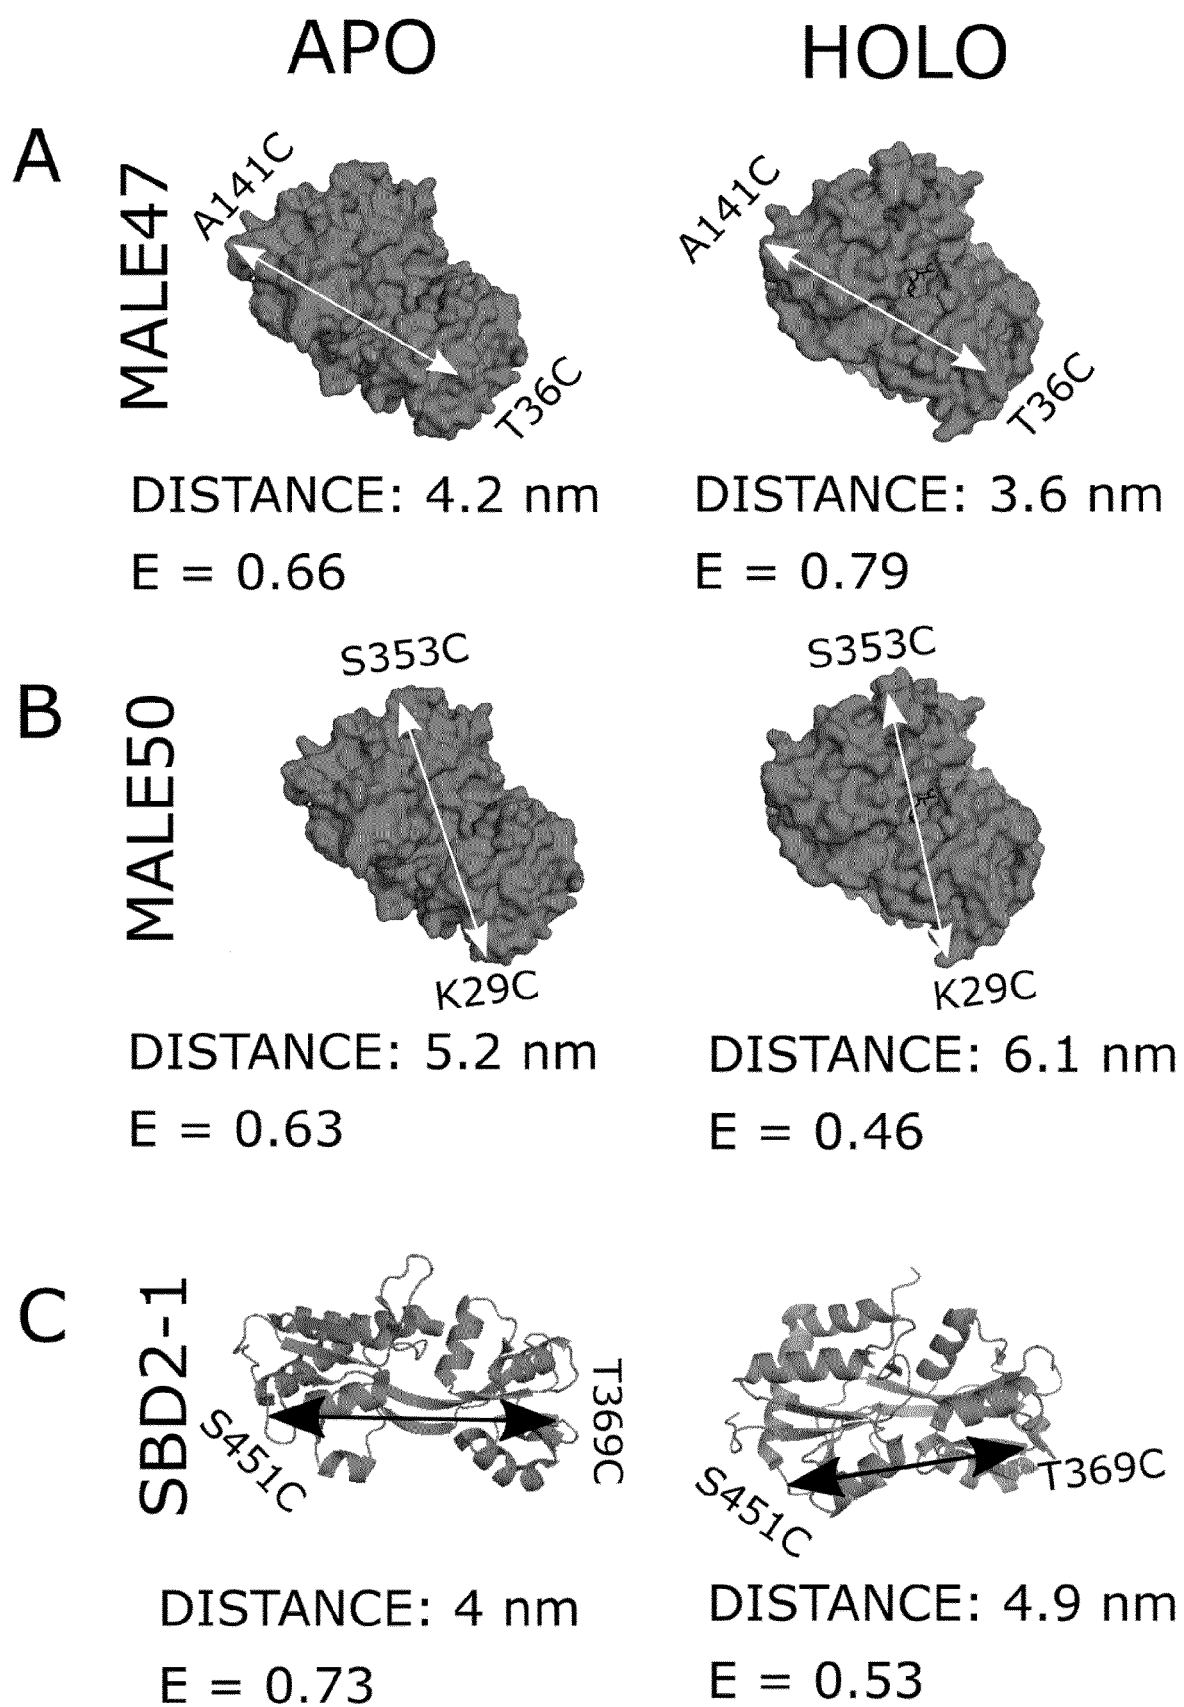 APO HOLO
A
MALE47
A141C
T36C
A141C
T36C
DISTANCE: 4.2 nm DISTANCE: 3.6 nm
E = 0.66 E = 0.79
B
MALE50
S353C
K29C
S353C
K29C
DISTANCE: 5.2 nm DISTANCE: 6.1 nm
E = 0.63 E = 0.46
C
SBD2-1
S451C
T369C
S451C
T369C
DISTANCE: 4 nm DISTANCE: 4.9 nm
E = 0.73 E = 0.53